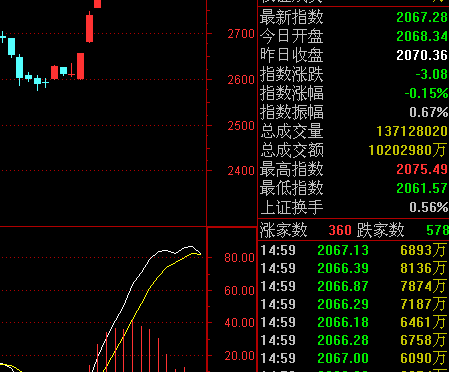 最新指数 2067.28
今日开盘 2068.34
昨日收盘 2070.36
指数涨跌 -3.08
指数涨幅 -0.15%
指数振幅 0.67%
总成交量 137128020
总成交额 10202980万
最高指数 2075.49
最低指数 2061.57
上证换手 0.56%
涨家数 360 跌家数 578
14:59 2067.13 6893万
14:59 2066.39 8136万
14:59 2066.87 7874万
14:59 2066.29 7187万
14:59 2066.18 6461万
14:59 2066.28 6758万
14:59 2067.00 6090万
2700
2600
2500
2400
80.00
60.00
40.00
20.00